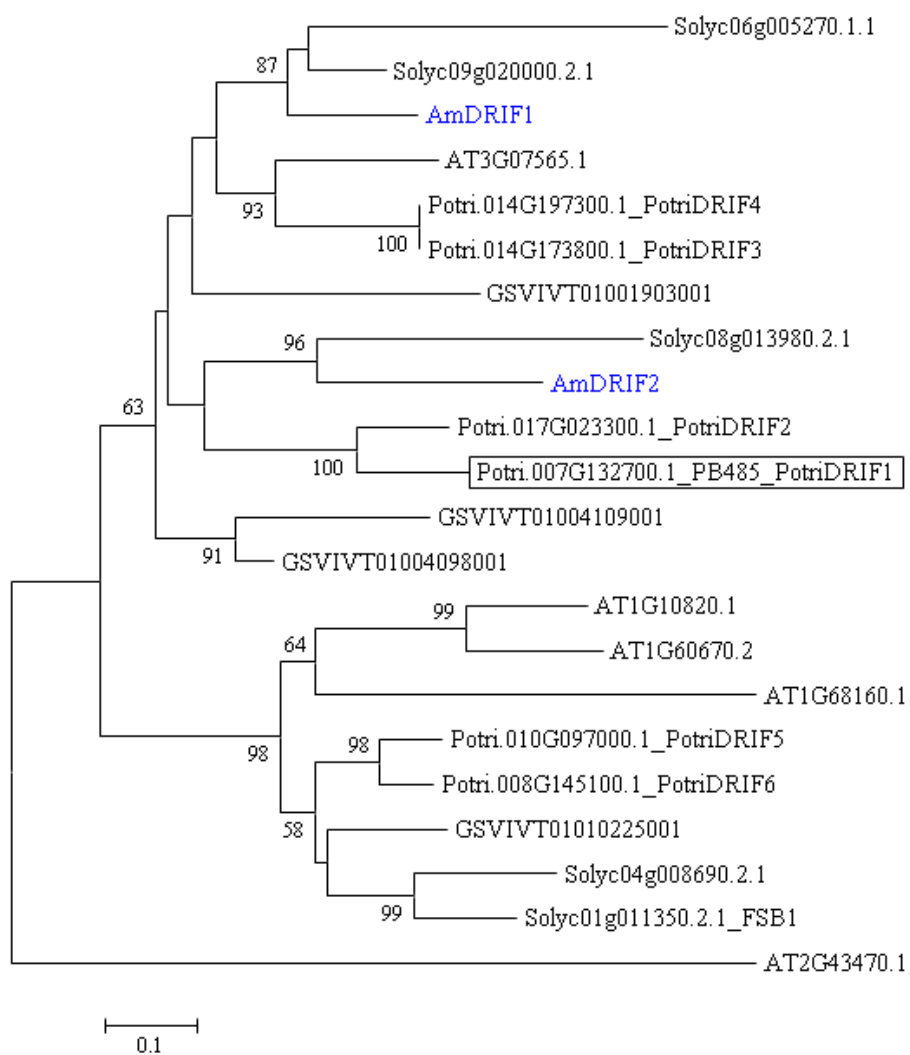 Solyc06g005270.1.1
87
Solyc09g020000.2.1
AmDRIF1
AT3G07565.1
Potri.014G197300.1_PotriDRIF4
93
100
Potri.014G173800.1_PotriDRIF3
GSVIVT01001903001
96
Solyc08g013980.2.1
AmDRIF2
63
Potri.017G023300.1_PotriDRIF2
100
Potri.007G132700.1_PB485_PotriDRIF1
GSVIVT01004109001
91
GSVIVT01004098001
99
AT1G10820.1
64
AT1G60670.2
AT1G68160.1
98
98
Potri.010G097000.1_PotriDRIF5
Potri.008G145100.1_PotriDRIF6
58
GSVIVT01010225001
Solyc04g008690.2.1
99
Solyc01g011350.2.1_FSB1
AT2G43470.1
0.1